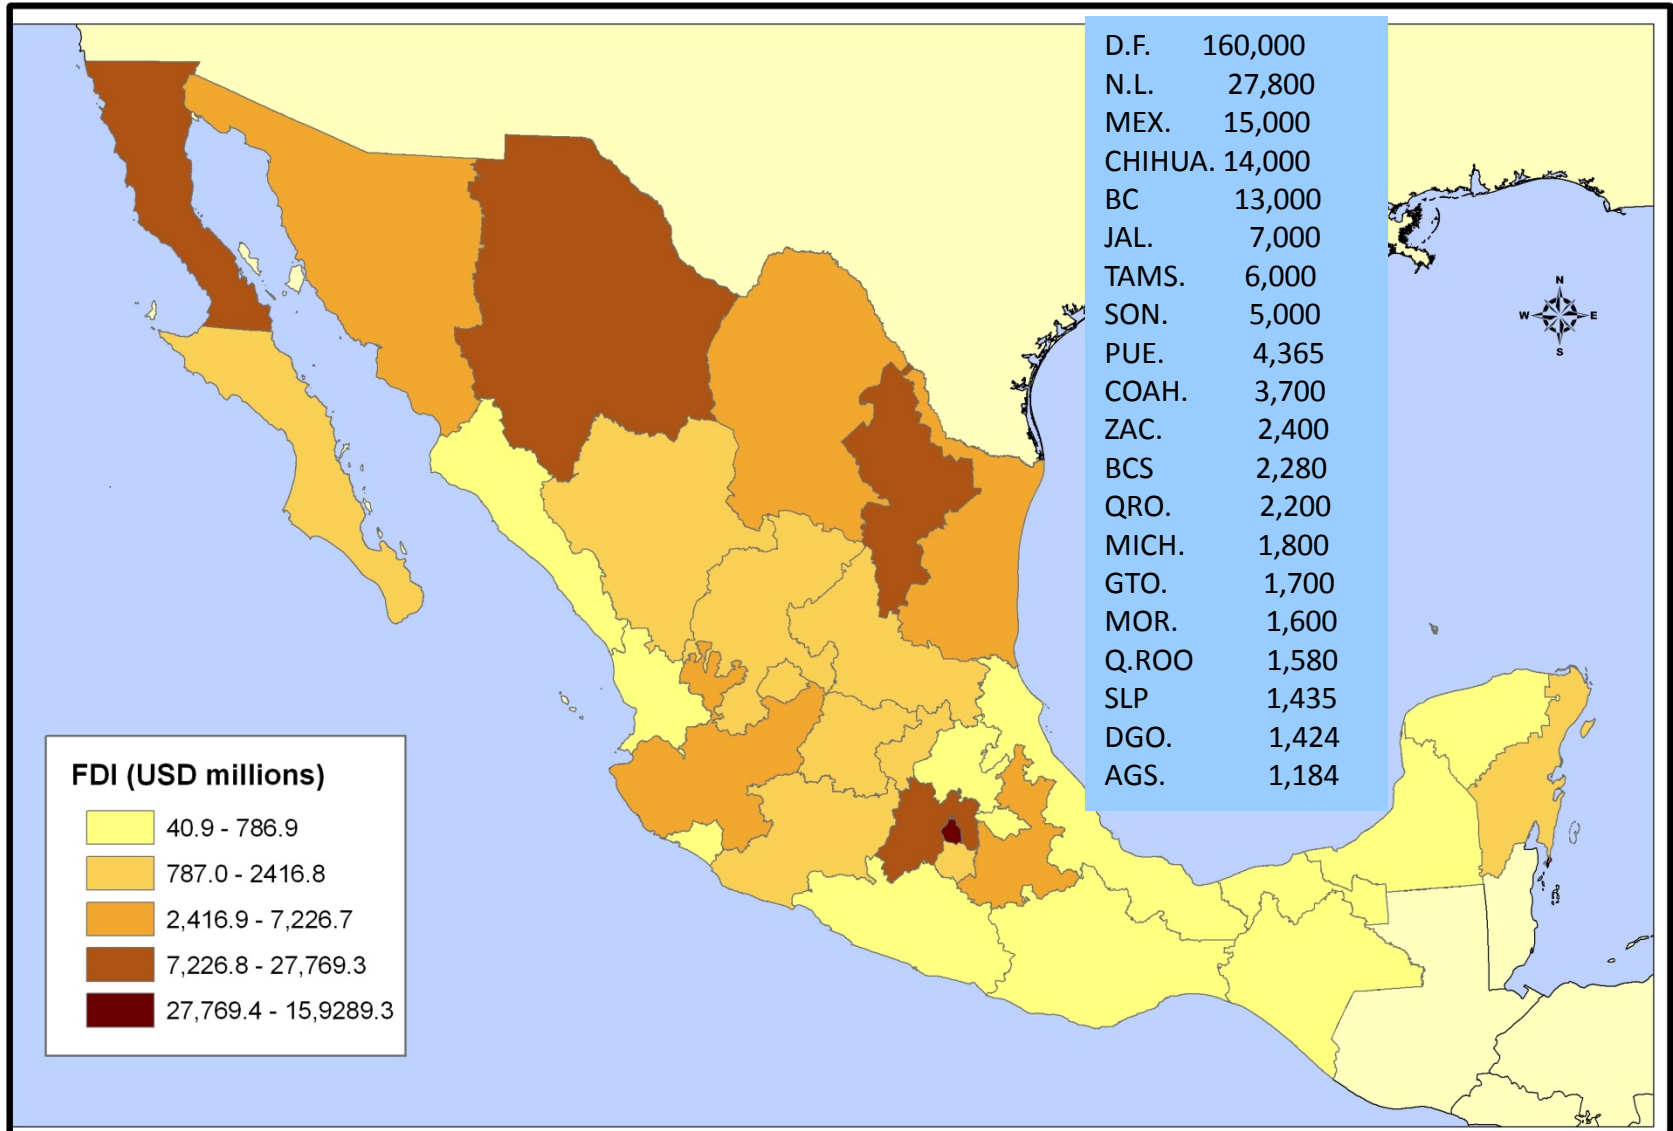 D.F. 160,000
N.L. 27,800
MEX. 15,000
CHIHUA. 14,000
BC 13,000
JAL. 7,000
TAMS. 6,000
SON. 5,000
PUE. 4,365
COAH. 3,700
ZAC. 2,400
BCS 2,280
QRO. 2,200
MICH. 1,800
GTO. 1,700
MOR. 1,600
Q.ROO 1,580
SLP 1,435
DGO. 1,424
AGS. 1,184
N
W E
S
FDI (USD millions)
40.9 - 786.9
787.0 - 2416.8
2,416.9 - 7,226.7
7,226.8 - 27,769.3
27,769.4 - 15,9289.3